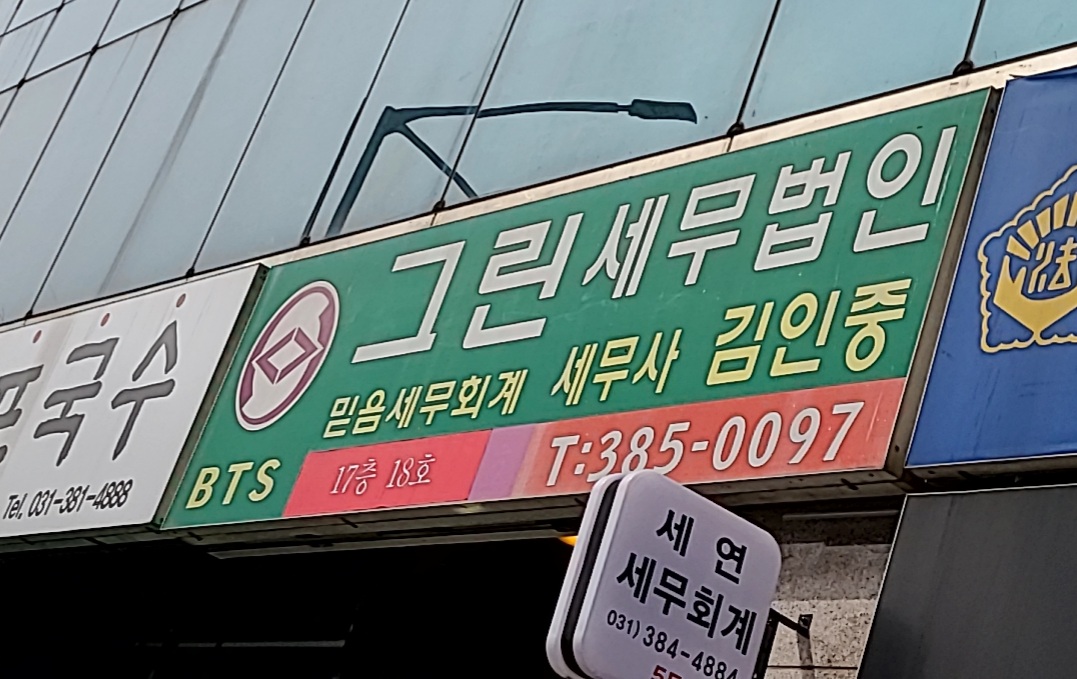 그린세무법인
믿음세무회계 세무사 김인중
BTS
17층 18호
T:385-0097
국수
Tel, 031-381-4888
세 연
세무회계
031) 384-4884
法